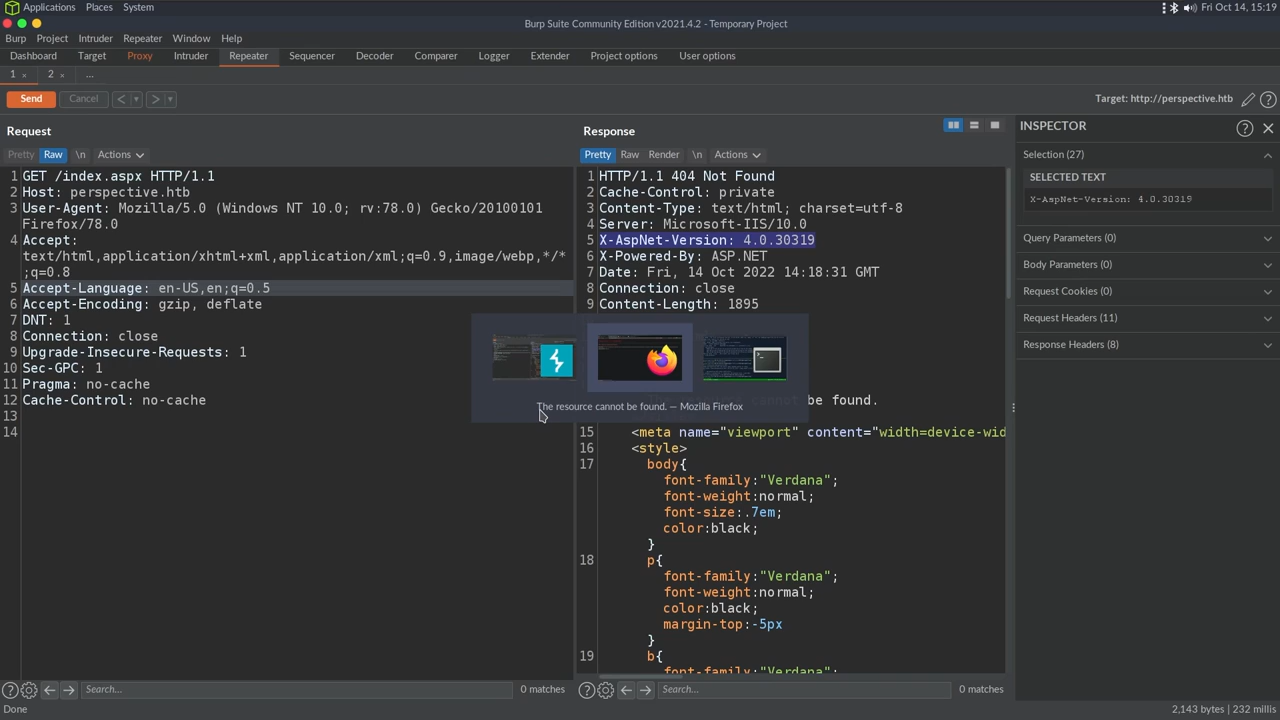 Applications Places System Fri Oct 14, 15:19
Burp Suite Community Edition v2021.4.2 - Temporary Project
Burp Project Intruder Repeater Window Help
Dashboard Target Proxy Intruder Repeater Sequencer Decoder Comparer Logger Extender Project options User options
1 × 2 × ...
Send Cancel < > Target: http://perspective.htb
Request
Pretty Raw \n Actions
1 GET /index.aspx HTTP/1.1
2 Host: perspective.htb
3 User-Agent: Mozilla/5.0 (Windows NT 10.0; rv:78.0) Gecko/20100101
Firefox/78.0
4 Accept:
text/html,application/xhtml+xml,application/xml;q=0.9,image/webp,*/*
;q=0.8
5 Accept-Language: en-US,en;q=0.5
6 Accept-Encoding: gzip, deflate
7 DNT: 1
8 Connection: close
9 Upgrade-Insecure-Requests: 1
10 Sec-GPC: 1
11 Pragma: no-cache
12 Cache-Control: no-cache
13
14
Search... 0 matches
Response
Pretty Raw Render \n Actions
1 HTTP/1.1 404 Not Found
2 Cache-Control: private
3 Content-Type: text/html; charset=utf-8
4 Server: Microsoft-IIS/10.0
5 X-AspNet-Version: 4.0.30319
6 X-Powered-By: ASP.NET
7 Date: Fri, 14 Oct 2022 14:18:31 GMT
8 Connection: close
9 Content-Length: 1895
be found.
The resource cannot be found. — Mozilla Firefox
15 <meta name="viewport" content="width=device-wid
16 <style>
17 body{
font-family:"Verdana";
font-weight:normal;
font-size:.7em;
color:black;
}
18 p{
font-family:"Verdana";
font-weight:normal;
color:black;
margin-top:-5px
}
19 b{
font-family:"Verdana";
Search... 0 matches
INSPECTOR
Selection (27)
SELECTED TEXT
X-AspNet-Version: 4.0.30319
Query Parameters (0)
Body Parameters (0)
Request Cookies (0)
Request Headers (11)
Response Headers (8)
Done 2,143 bytes | 232 millis